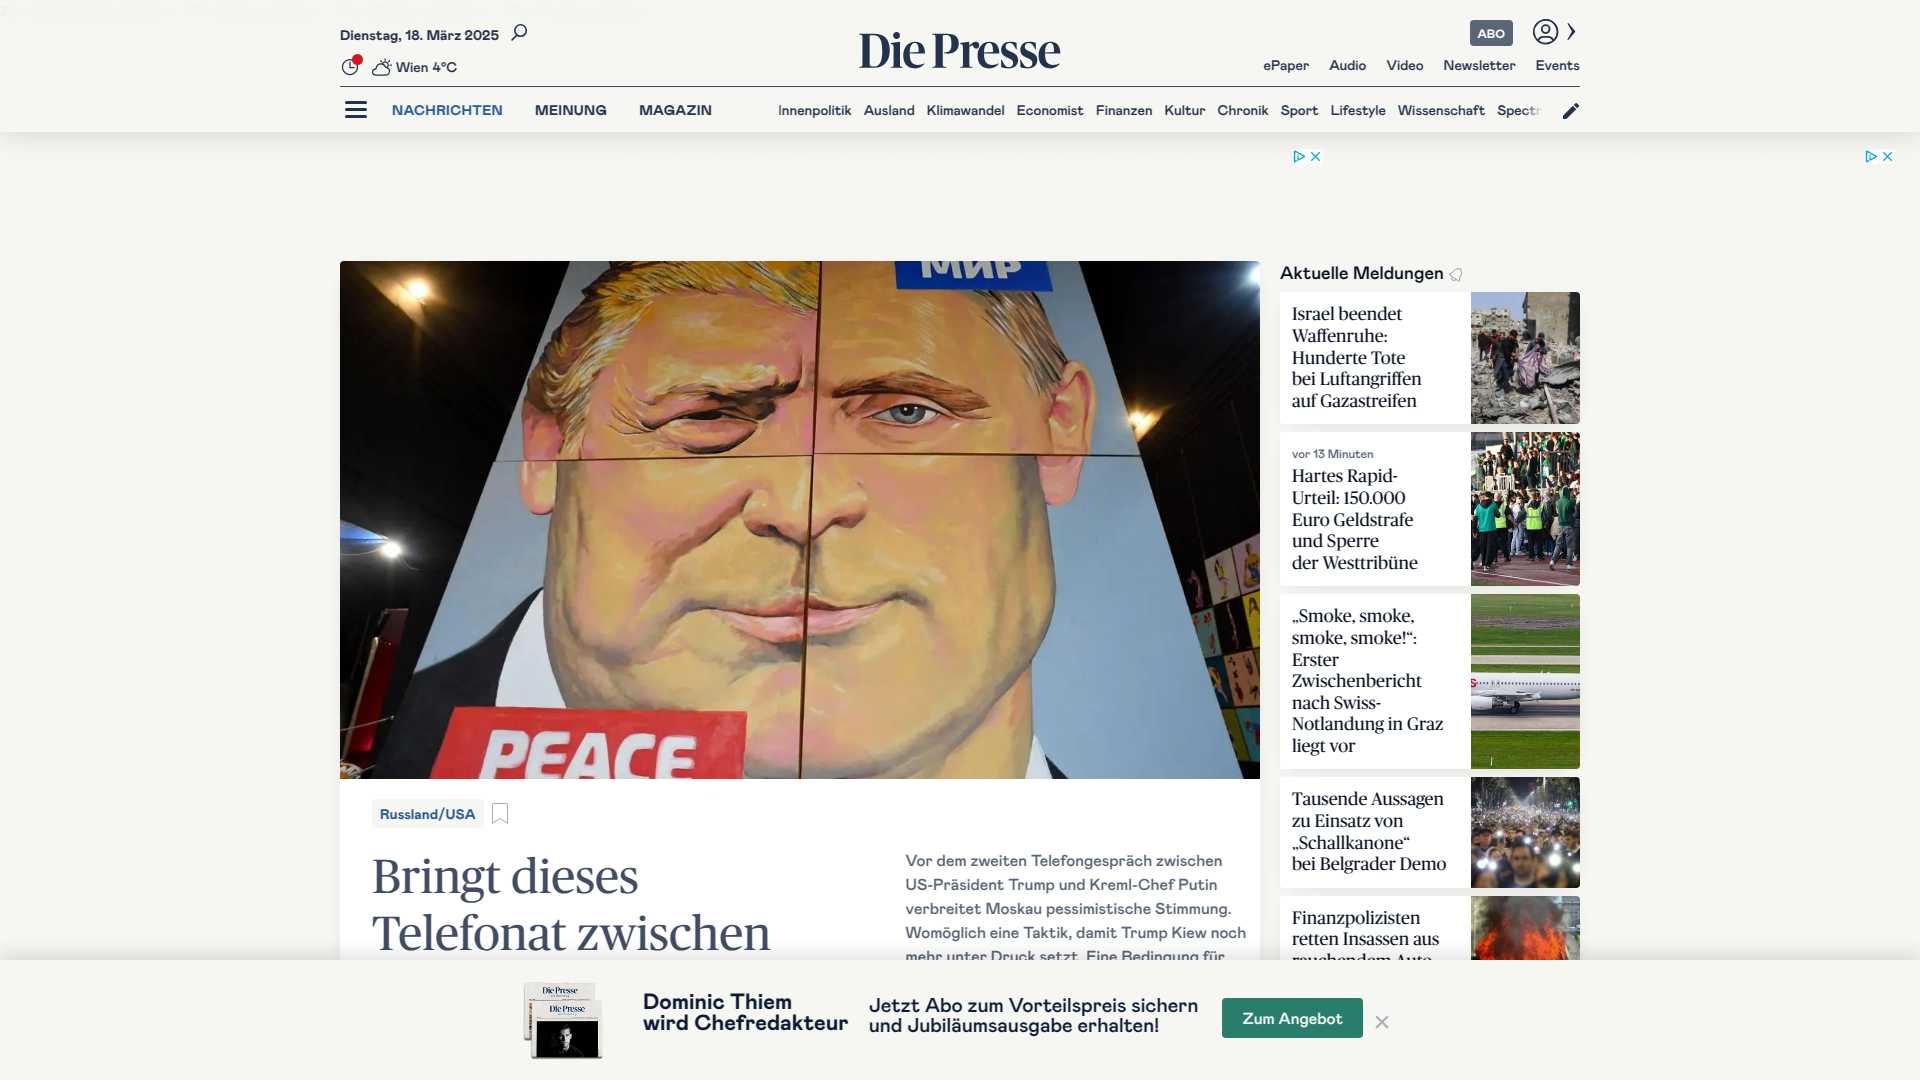 Dienstag, 18. März 2025
Wien 4°C
Die Presse
ABO
ePaper Audio Video Newsletter Events
NACHRICHTEN MEINUNG MAGAZIN Innenpolitik Ausland Klimawandel Economist Finanzen Kultur Chronik Sport Lifestyle Wissenschaft
МИР
PEACE
Russland/USA
Bringt dieses
Telefonat zwischen
Vor dem zweiten Telefongespräch zwischen
US-Präsident Trump und Kreml-Chef Putin
verbreitet Moskau pessimistische Stimmung.
Womöglich eine Taktik, damit Trump Kiew noch
mehr unter Druck setzt. Eine Bedingung für
Aktuelle Meldungen
Israel beendet
Waffenruhe:
Hunderte Tote
bei Luftangriffen
auf Gazastreifen
vor 13 Minuten
Hartes Rapid-
Urteil: 150.000
Euro Geldstrafe
und Sperre
der Westtribüne
„Smoke, smoke,
smoke, smoke!“:
Erster
Zwischenbericht
nach Swiss-
Notlandung in Graz
liegt vor
Tausende Aussagen
zu Einsatz von
„Schallkanone“
bei Belgrader Demo
Finanzpolizisten
retten Insassen aus
rauchendem Auto
Die Presse
Die Presse
Dominic Thiem
wird Chefredakteur
Jetzt Abo zum Vorteilspreis sichern
und Jubiläumsausgabe erhalten!
Zum Angebot